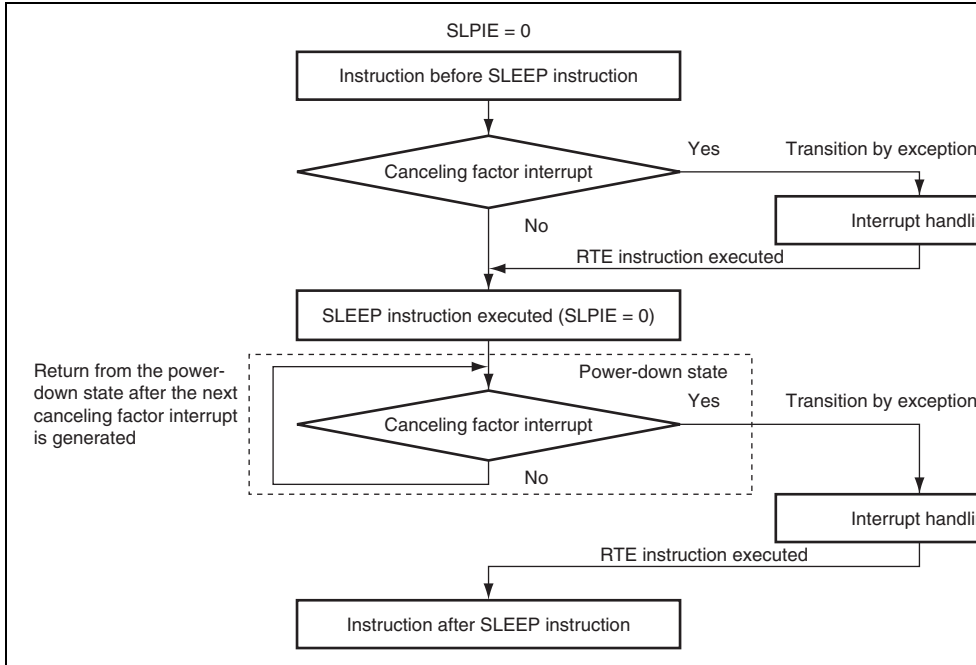 SLPIE = 0
Instruction before SLEEP instruction
Canceling factor interrupt
Yes
Transition by exception
No
Interrupt
RTE instruction executed
SLEEP instruction executed (SLPIE = 0)
Return from the power-
down state after the next
canceling factor interrupt
is generated
Power-down state
Canceling factor interrupt
Yes
Transition by exception
No
Interrupt
RTE instruction executed
Instruction after SLEEP instruction